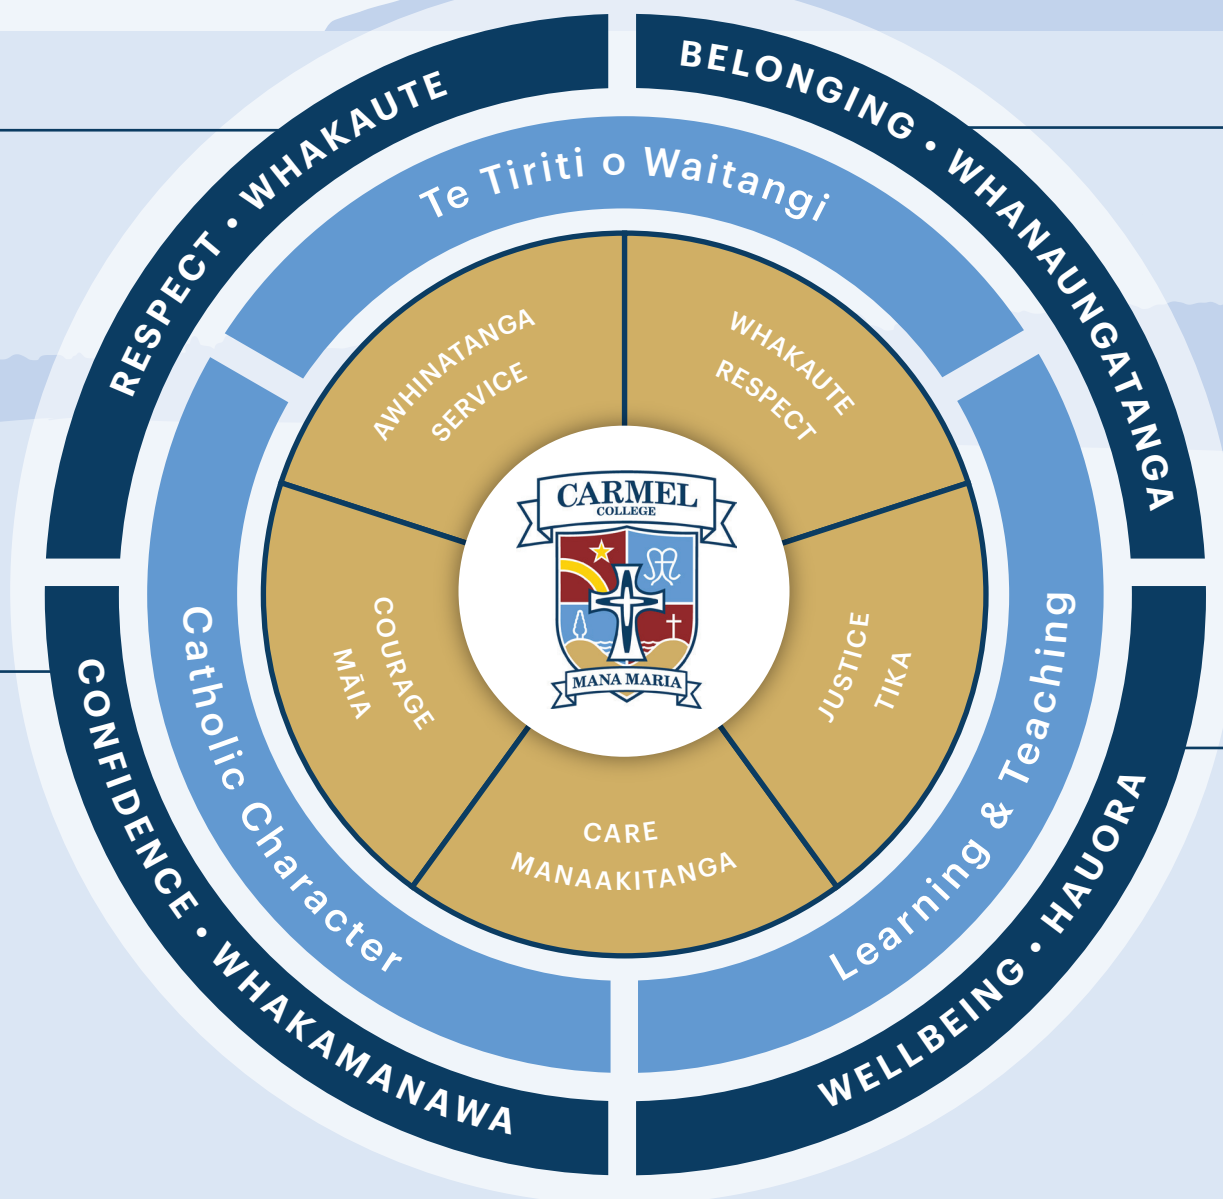 RESPECT • WHAKAUTE
BELONGING • WHANAUNGATANGA
Te Tiriti o Waitangi
AWHINATANGA
SERVICE
WHAKAUTE
RESPECT
CARMEL
COLLEGE
MANA MARIA
COURAGE
MĀIA
JUSTICE
TIKA
CARE
MANAAKITANGA
Catholic Character
Learning & Teaching
CONFIDENCE • WHAKAMANAWA
WELLBEING • HAUORA